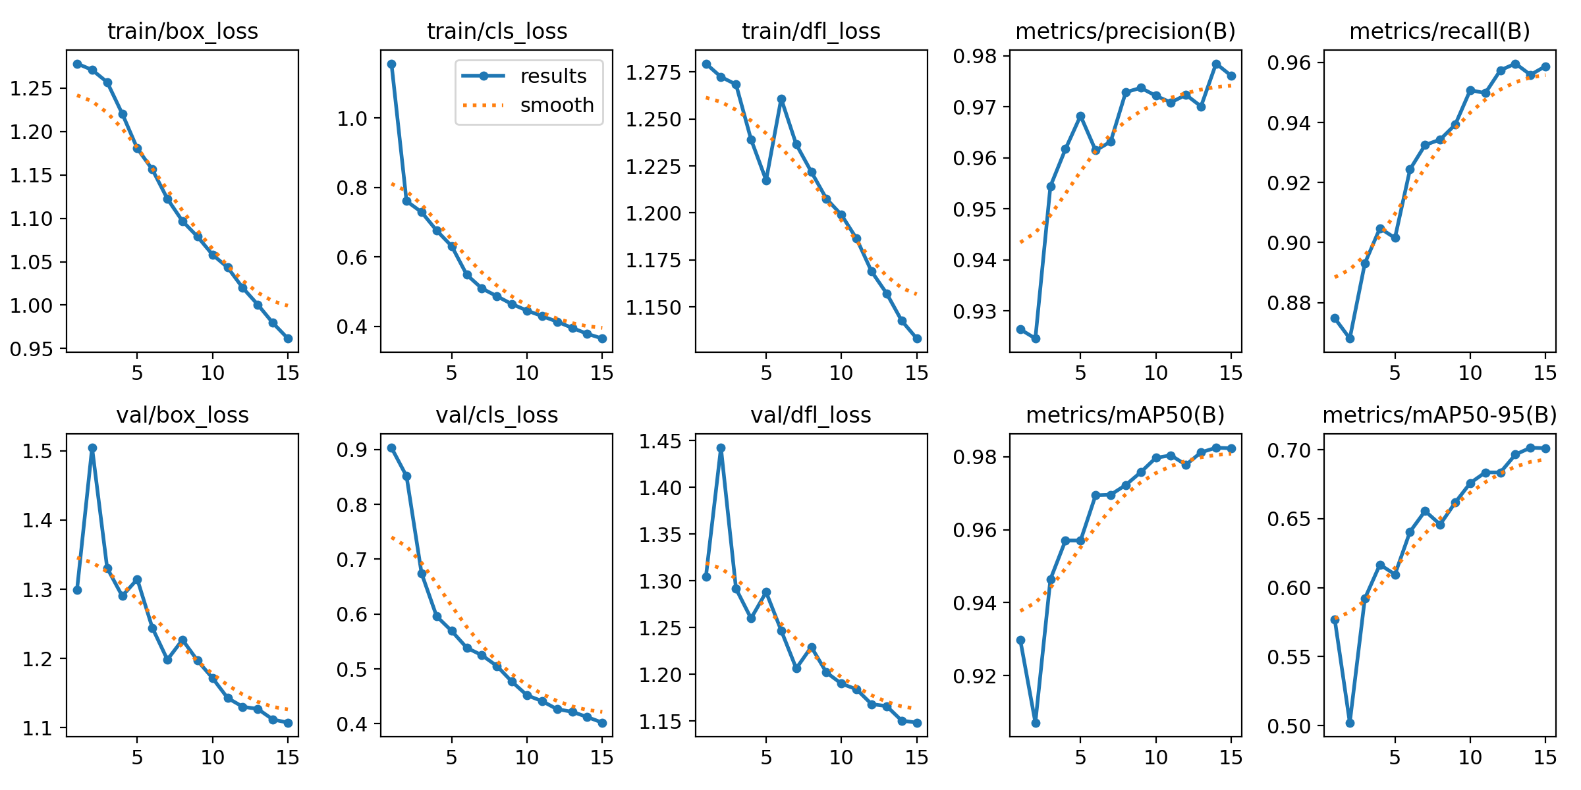 train/box_loss
1.25
1.20
1.15
1.10
1.05
1.00
0.95
5 10 15
train/cls_loss
results
smooth
1.0
0.8
0.6
0.4
5 10 15
train/dfl_loss
1.275
1.250
1.225
1.200
1.175
1.150
5 10 15
metrics/precision(B)
0.98
0.97
0.96
0.95
0.94
0.93
5 10 15
metrics/recall(B)
0.96
0.94
0.92
0.90
0.88
5 10 15
val/box_loss
1.5
1.4
1.3
1.2
1.1
5 10 15
val/cls_loss
0.9
0.8
0.7
0.6
0.5
0.4
5 10 15
val/dfl_loss
1.45
1.40
1.35
1.30
1.25
1.20
1.15
5 10 15
metrics/mAP50(B)
0.98
0.96
0.94
0.92
5 10 15
metrics/mAP50-95(B)
0.70
0.65
0.60
0.55
0.50
5 10 15